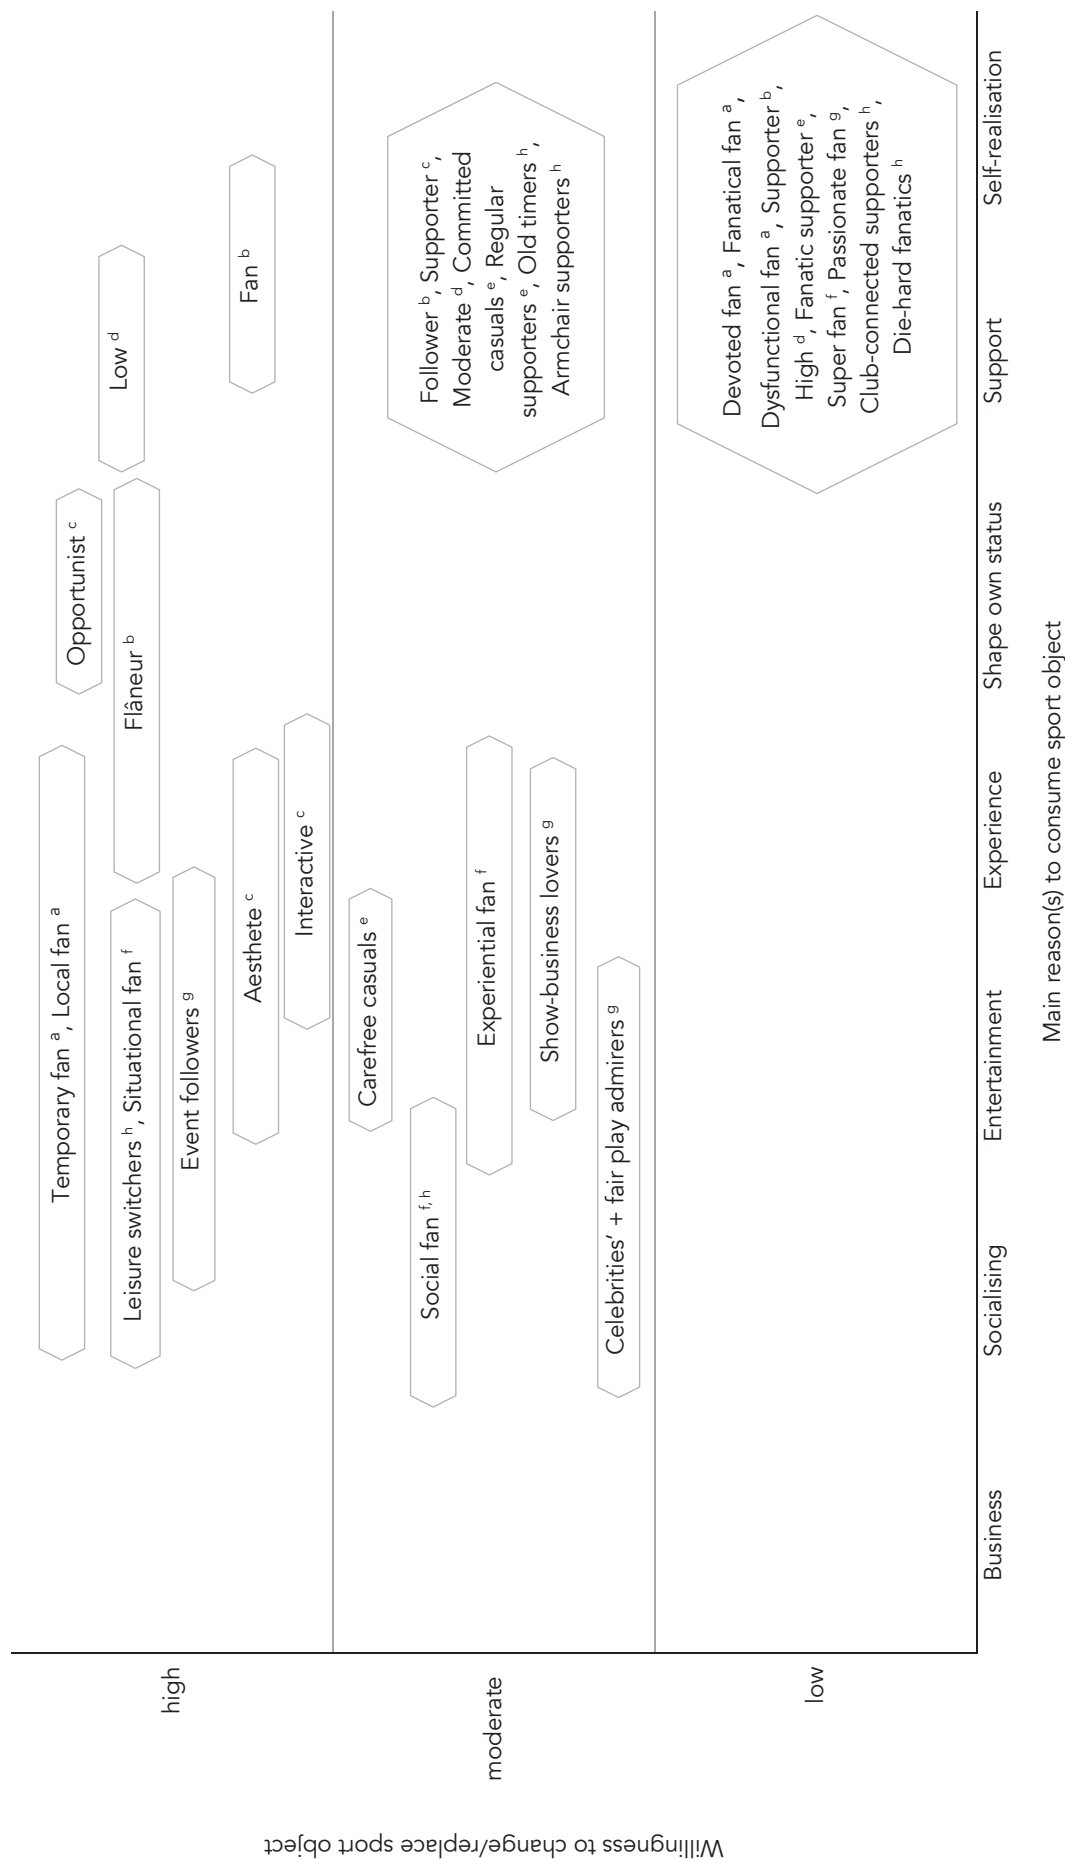 Willingness to change/replace sport object
high
Temporary fan a, Local fan a
Leisure switchers h, Situational fan f
Event followers g
Flâneur b
Opportunist c
Low d
Aesthete c
Interactive c
Fan b
moderate
Carefree casuals e
Social fan f, h
Experiential fan f
Show-business lovers g
Celebrities’ + fair play admirers g
Follower b, Supporter c,
Moderate d, Committed
casuals e, Regular
supporters e, Old timers h,
Armchair supporters h
low
Devoted fan a, Fanatical fan a,
Dysfunctional fan a, Supporter b,
High d, Fanatic supporter e,
Super fan f, Passionate fan g,
Club-connected supporters h,
Die-hard fanatics h
Business
Socialising
Entertainment
Experience
Shape own status
Support
Self-realisation
Main reason(s) to consume sport object